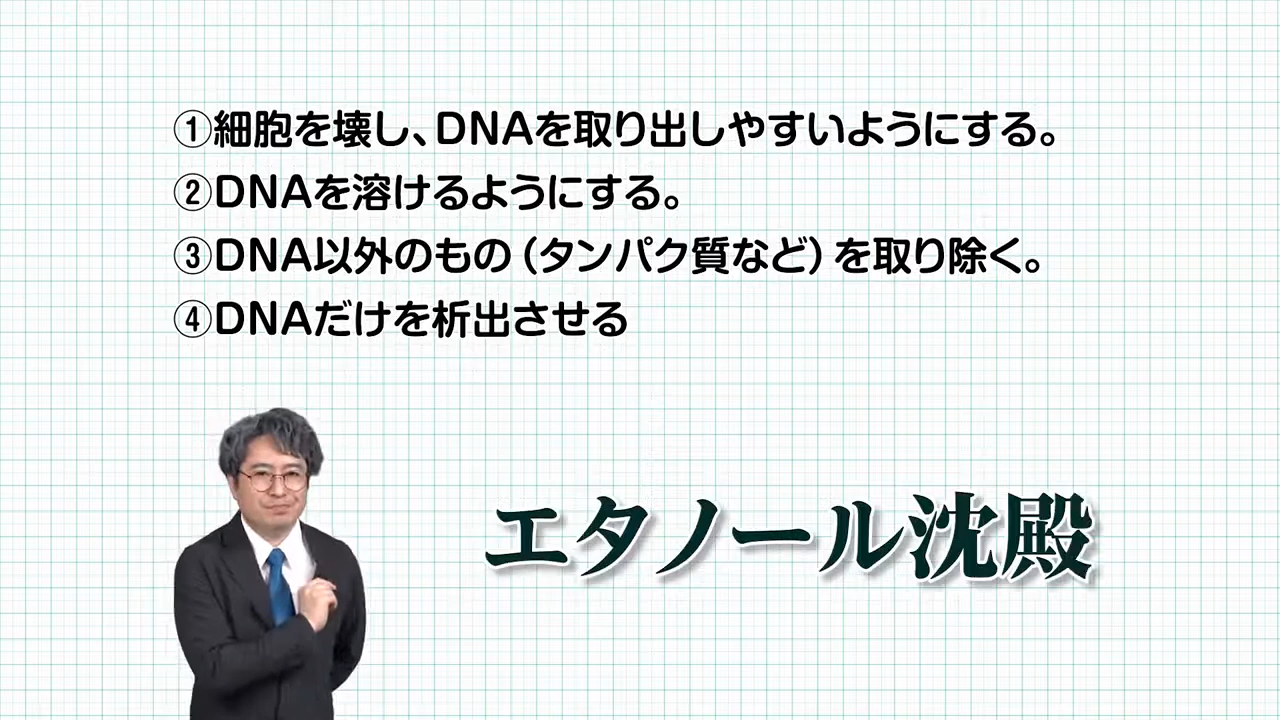 ①細胞を壊し、DNAを取り出しやすいようにする。
②DNAを溶けるようにする。
③DNA以外のもの（タンパク質など）を取り除く。
④DNAだけを析出させる
エタノール沈殿